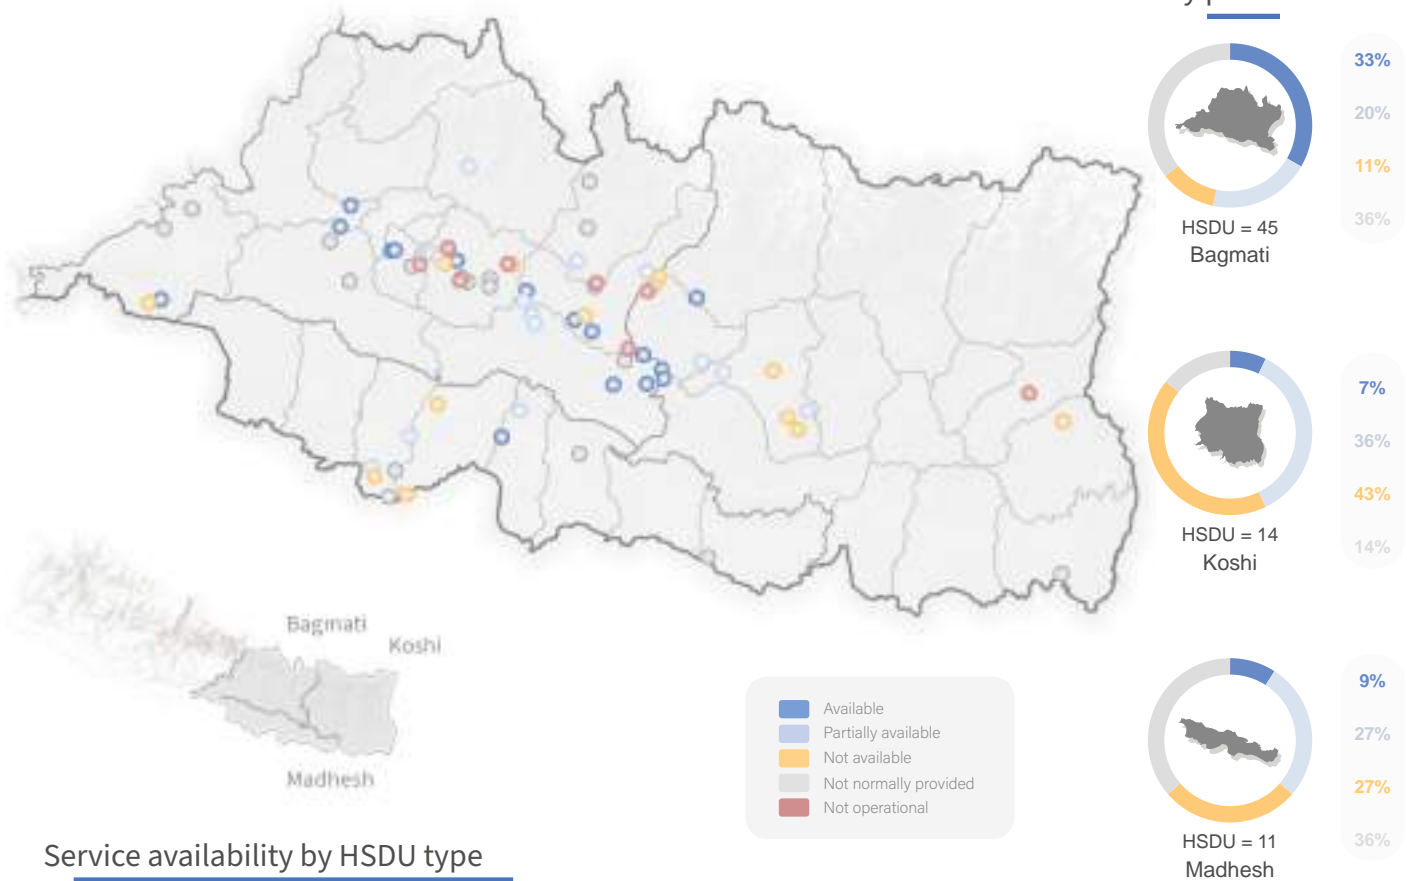 33%
20%
11%
36%
HSDU = 45
Bagmati
7%
36%
43%
14%
HSDU = 14
Koshi
Bagmati
Koshi
Madhesh
Available
Partially available
Not available
Not normally provided
Not operational
9%
27%
27%
36%
HSDU = 11
Madhesh
Service availability by HSDU type